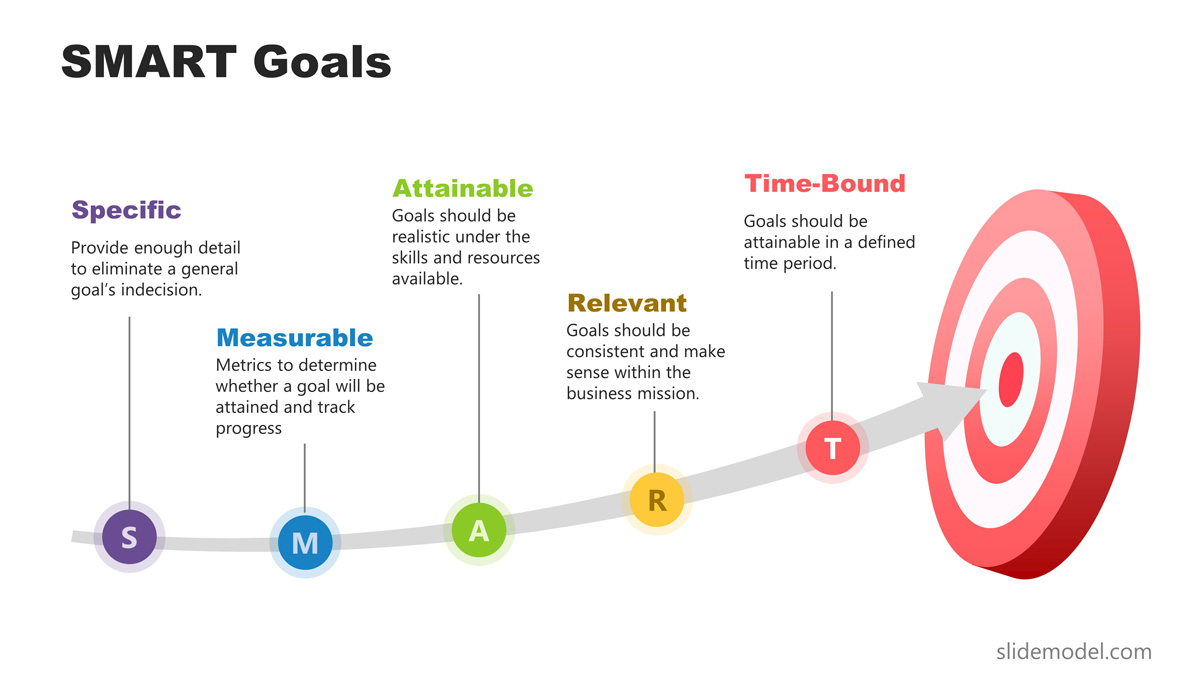 SMART Goals
Specific
Provide enough detail
to eliminate a general
goal's indecision.
Measurable
Metrics to determine
whether a goal will be
attained and track
progress
Attainable
Goals should be
realistic under the
skills and resources
available.
Relevant
Goals should be
consistent and make
sense within the
business mission.
Time-Bound
Goals should be
attainable in a defined
time period.
S
M
A
R
T
slidemodel.com